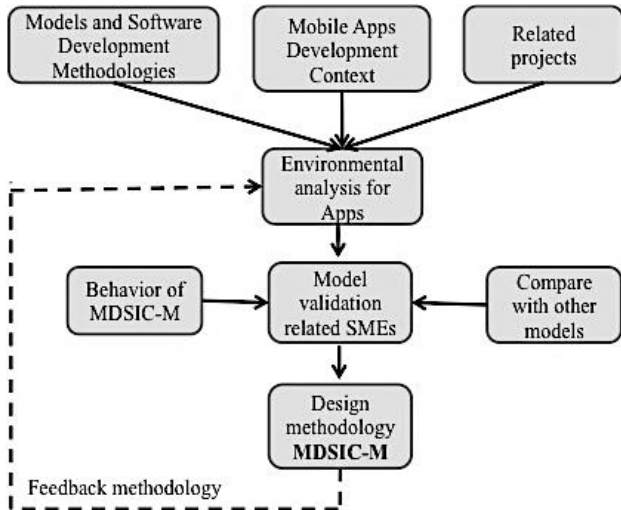 Models and Software
Development
Methodologies
Mobile Apps
Development
Context
Related
projects
Environmental
analysis for
Apps
Behavior of
MDSIC-M
Model
validation
related SMEs
Compare
with other
models
Design
methodology
MDSIC-M
Feedback methodology